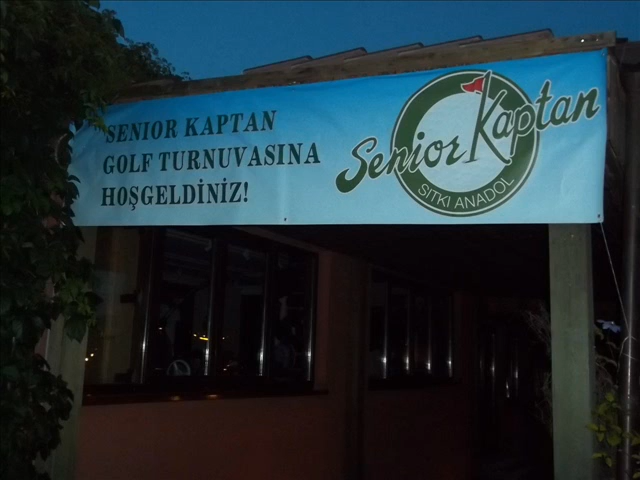 SENIOR KAPTAN
GOLF TURNUVASINA
HOŞGELDİNİZ!
Senior Kaptan
SITKI ANADOL